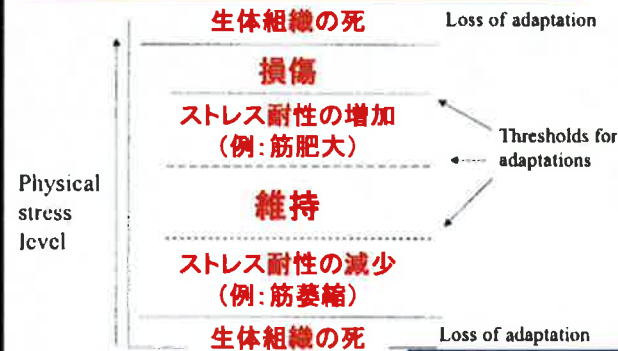 生体組織の死 Loss of adaptation
損傷
ストレス耐性の増加
(例:筋肥大)
Thresholds for
adaptations
Physical
stress
level
維持
ストレス耐性の減少
(例:筋萎縮)
生体組織の死 Loss of adaptation